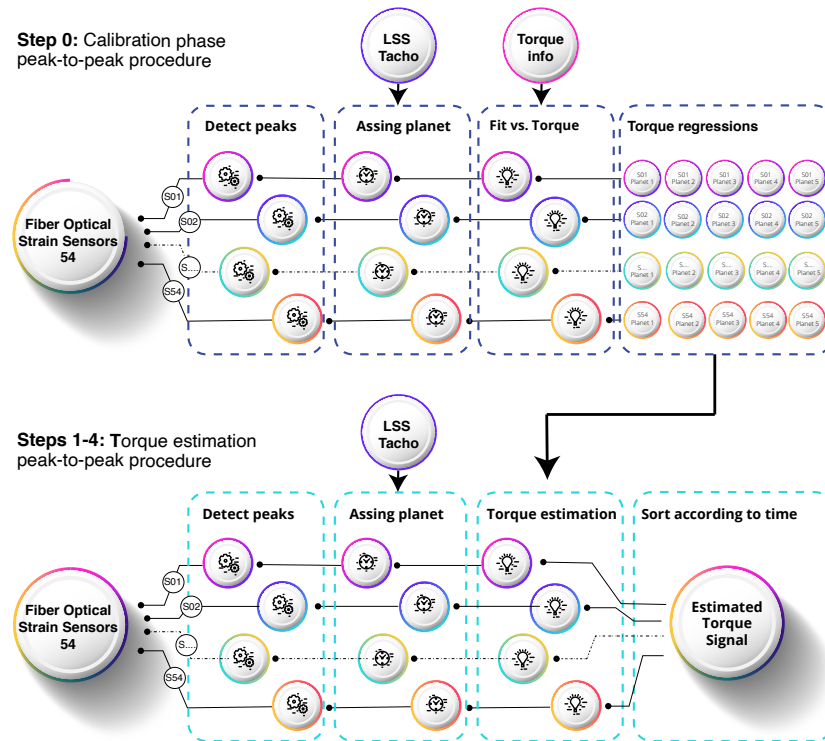 Step 0: Calibration phase
peak-to-peak procedure
LSS
Tacho
Torque
info
Detect peaks
Assing planet
Fit vs. Torque
Torque regressions
Fiber Optical
Strain Sensors
54
S01
S02
S....
S54
S01
Planet 1
S01
Planet 2
S01
Planet 3
S01
Planet 4
S01
Planet 5
S02
Planet 1
S02
Planet 2
S02
Planet 3
S02
Planet 4
S02
Planet 5
S...
Planet 1
S...
Planet 2
S...
Planet 3
S...
Planet 4
S...
Planet 5
S54
Planet 1
S54
Planet 2
S54
Planet 3
S54
Planet 4
S54
Planet 5
Steps 1-4: Torque estimation
peak-to-peak procedure
LSS
Tacho
Detect peaks
Assing planet
Torque estimation
Sort according to time
Fiber Optical
Strain Sensors
54
S01
S02
S....
S54
Estimated
Torque
Signal